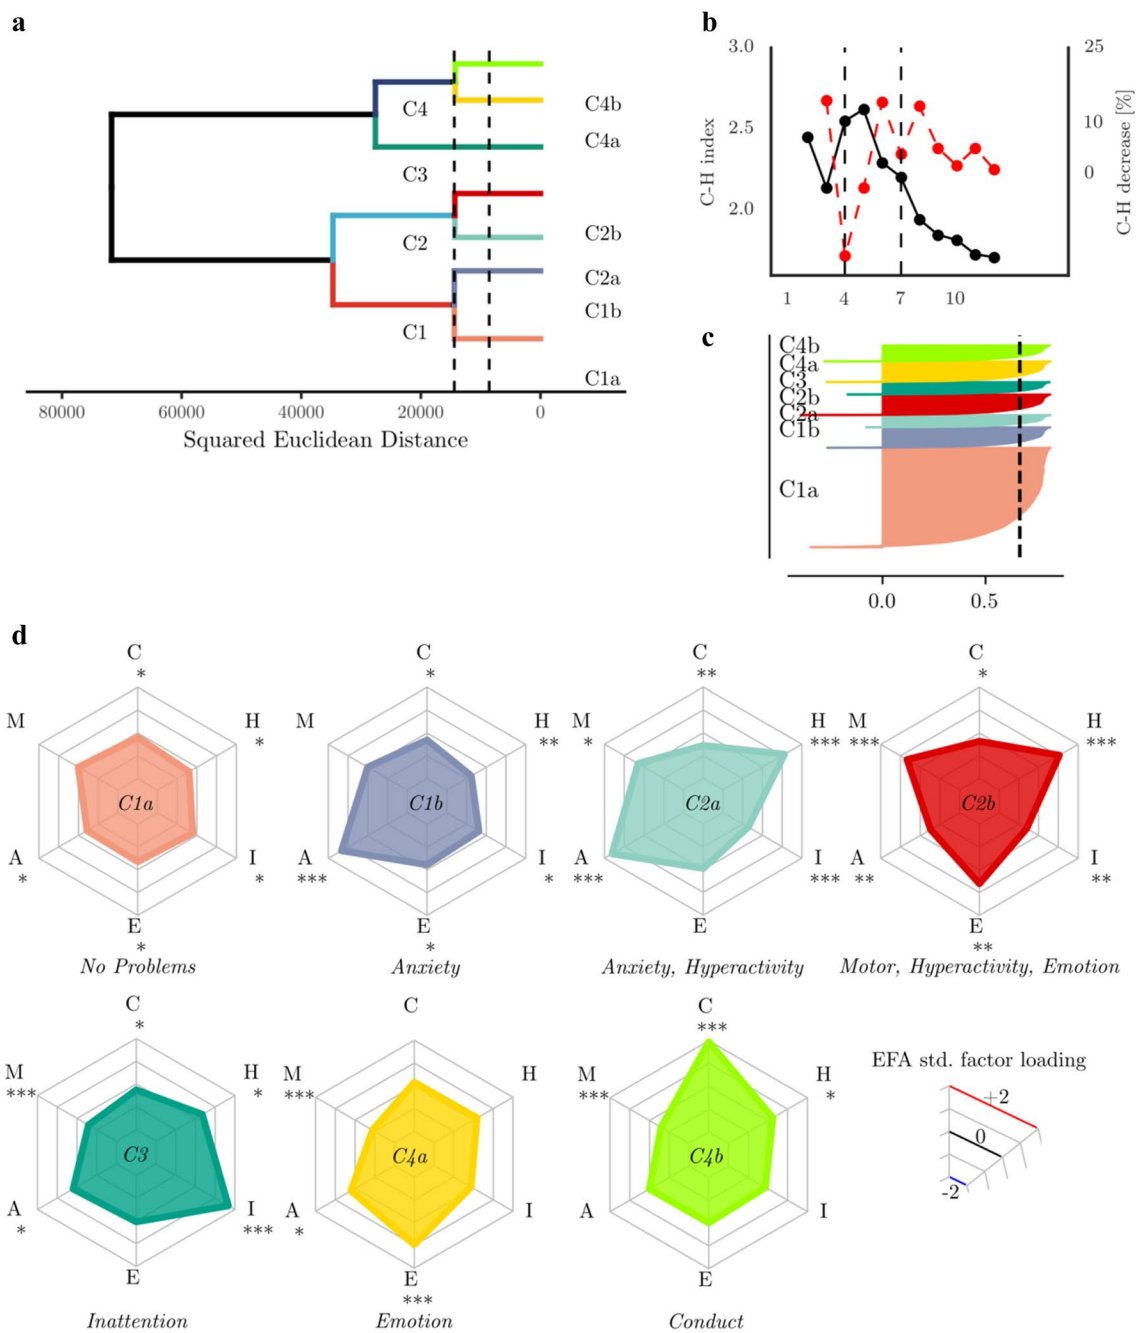 a
C4
C4b
C4a
C3
C2b
C2
C2a
C1b
C1
C1a
80000 60000 40000 20000 0
Squared Euclidean Distance
b
3.0 25
2.5 10
0
2.0
C-H index
C-H decrease [%]
1 4 7 10
c
C4b
C4a
C3
C2b
C2a
C1b
C1a
0.0 0.5
d
C C C C
* * ** *
M H M H M H M H
* ** * *** *** ***
C1a C1b C2a C2b
A I A I A I A I
* * *** * *** *** ** **
E E E E
* * **
No Problems Anxiety Anxiety, Hyperactivity Motor, Hyperactivity, Emotion
C C C
* ***
M H M H M H
*** * *** *** *
C3 C4a C4b
A I A I A I
* *** *
E E E
***
Inattention Emotion Conduct
EFA std. factor loading
+2
0
-2